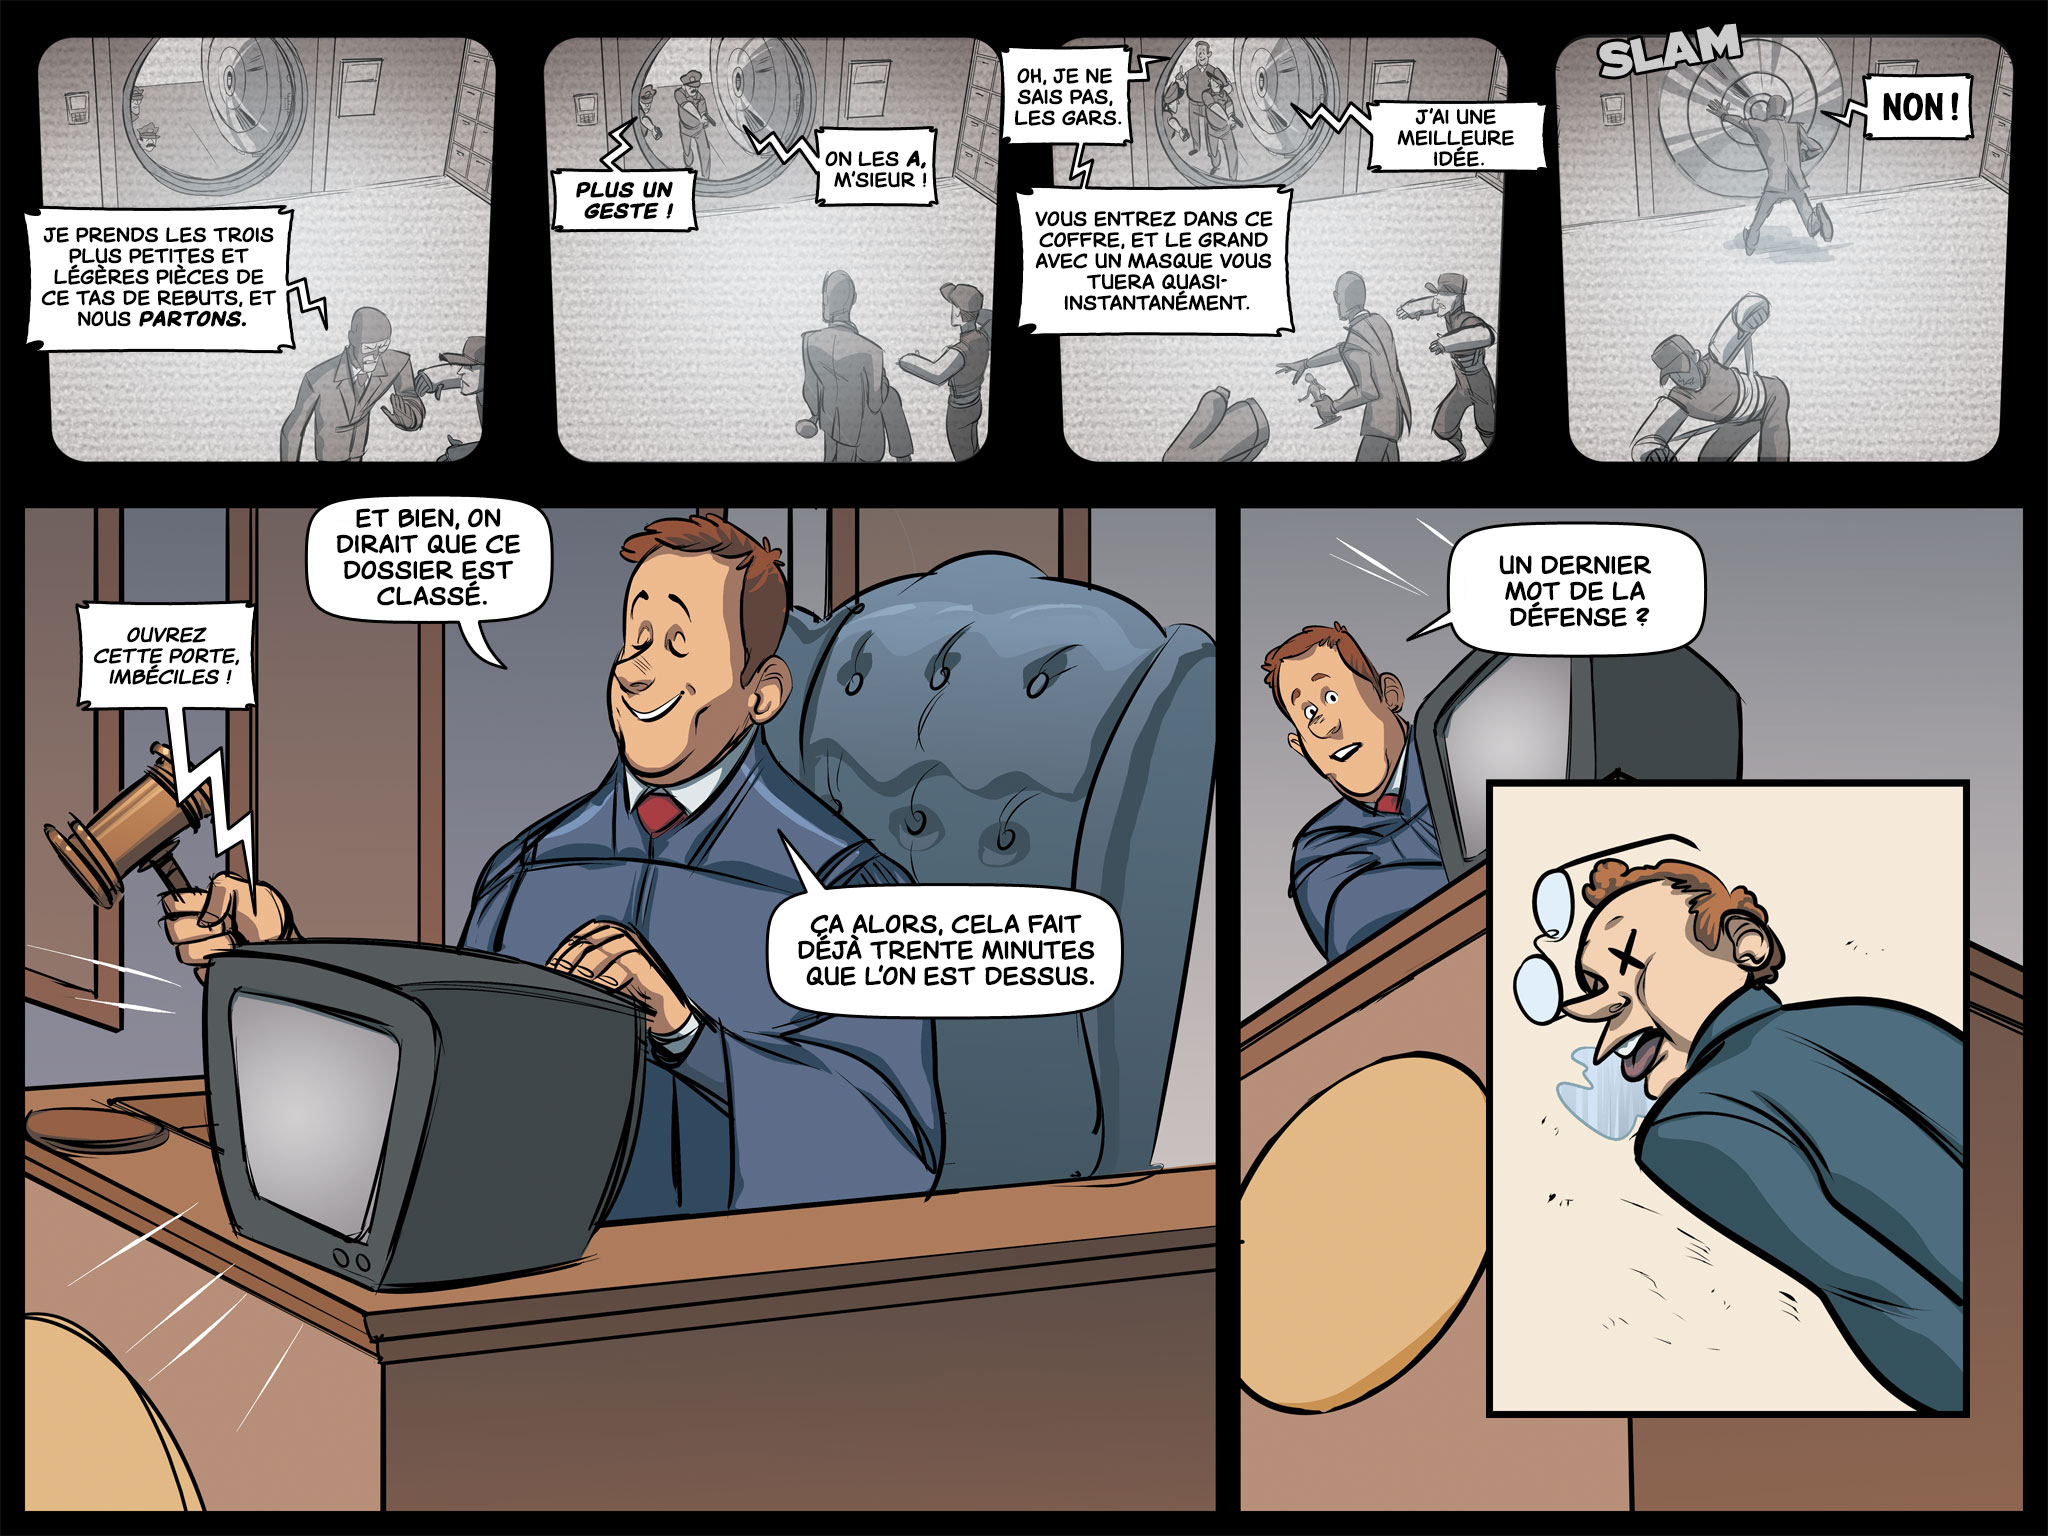 JE PRENDS LES TROIS
PLUS PETITES ET
LÉGÈRES PIÈCES DE
CE TAS DE REBUTS, ET
NOUS PARTONS.
PLUS UN
GESTE !
ON LES A,
M'SIEUR !
OH, JE NE
SAIS PAS,
LES GARS.
VOUS ENTREZ DANS CE
COFFRE, ET LE GRAND
AVEC UN MASQUE VOUS
TUERA QUASI-
INSTANTANÉMENT.
J'AI UNE
MEILLEURE
IDÉE.
SLAM
NON !
ET BIEN, ON
DIRAIT QUE CE
DOSSIER EST
CLASSÉ.
OUVREZ
CETTE PORTE,
IMBÉCILES !
ÇA ALORS, CELA FAIT
DÉJÀ TRENTE MINUTES
QUE L'ON EST DESSUS.
UN DERNIER
MOT DE LA
DÉFENSE ?